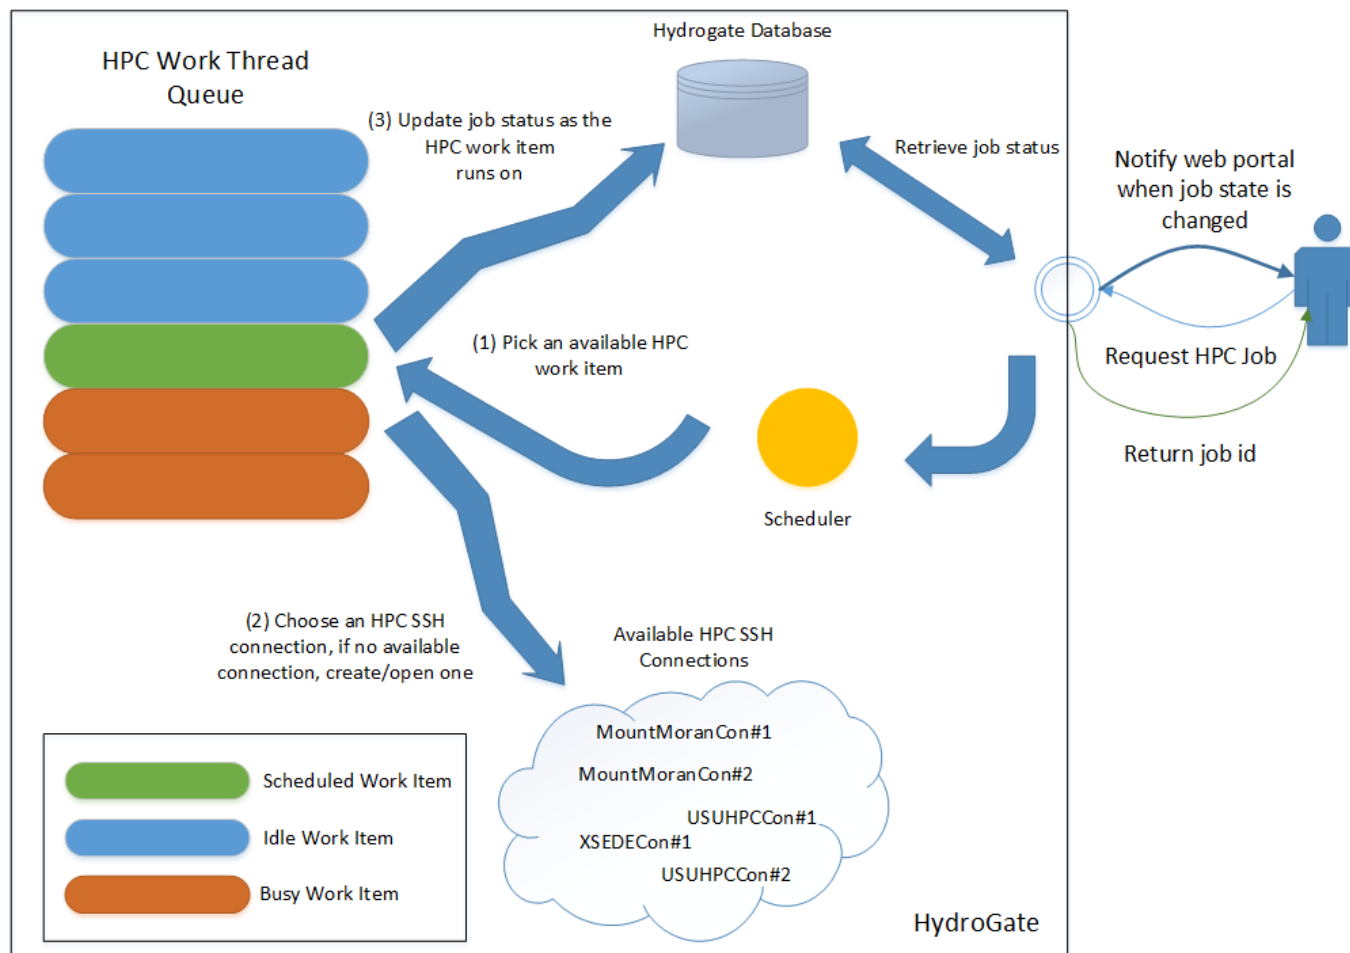 HPC Work Thread
Queue
Hydrogate Database
(3) Update job status as the
HPC work item
runs on
Retrieve job status
Notify web portal
when job state is
changed
(1) Pick an available HPC
work item
Request HPC Job
Return job id
Scheduler
(2) Choose an HPC SSH
connection, if no available
connection, create/open one
Available HPC SSH
Connections
MountMoranCon#1
MountMoranCon#2
USUHPCCon#1
XSEDECon#1
USUHPCCon#2
Scheduled Work Item
Idle Work Item
Busy Work Item
HydroGate